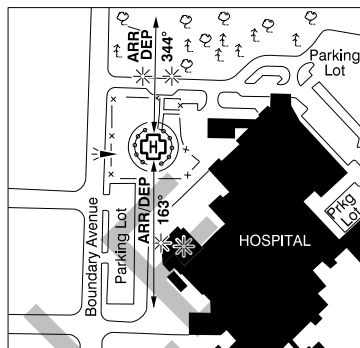 ARR
DEP
344°
Parking
Lot
H
ARR/DEP
163°
Boundary Avenue
Parking Lot
HOSPITAL
Prkg
Lot